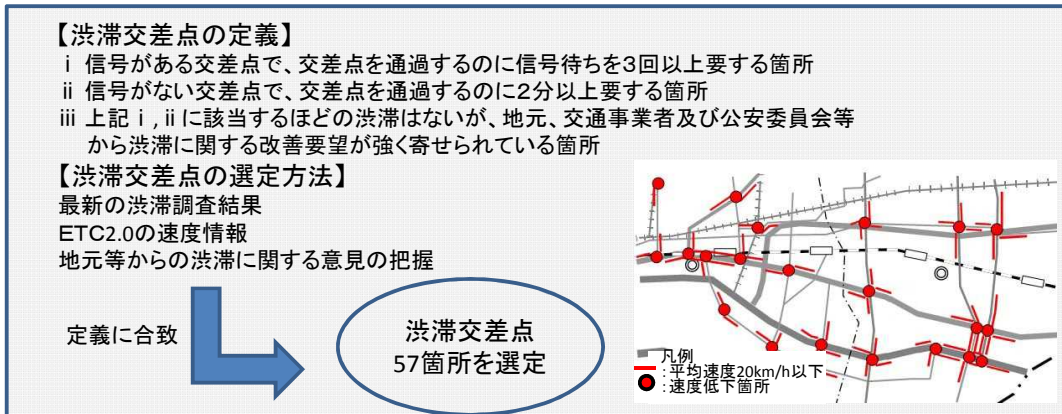 【渋滞交差点の定義】
ⅰ 信号がある交差点で、交差点を通過するのに信号待ちを３回以上要する箇所
ⅱ 信号がない交差点で、交差点を通過するのに２分以上要する箇所
ⅲ 上記ⅰ,ⅱに該当するほどの渋滞はないが、地元、交通事業者及び公安委員会等
から渋滞に関する改善要望が強く寄せられている箇所
【渋滞交差点の選定方法】
最新の渋滞調査結果
ETC2.0の速度情報
地元等からの渋滞に関する意見の把握
定義に合致
渋滞交差点
57箇所を選定
凡例
:平均速度20km/h以下
:速度低下箇所